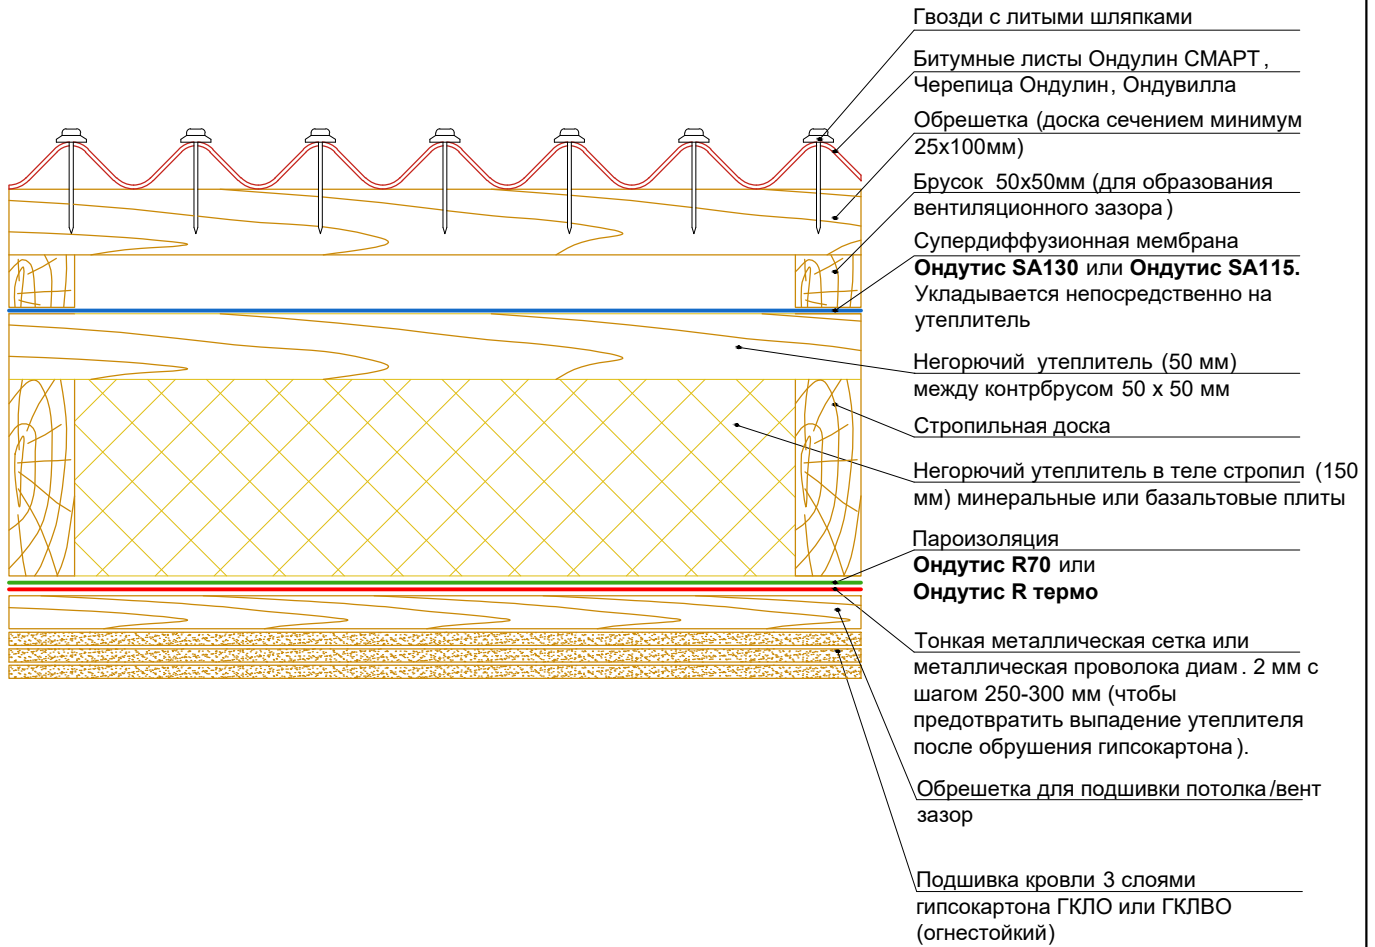 Гвозди с литыми шляпками
Битумные листы Ондулин СМАРТ,
Черепица Ондулин, Ондувилла
Обрешетка (доска сечением минимум
25х100мм)
Брусок 50х50мм (для образования
вентиляционного зазора)
Супердиффузионная мембрана
Ондутис SA130 или Ондутис SA115.
Укладывается непосредственно на
утеплитель
Негорючий утеплитель (50 мм)
между контрбрусом 50 х 50 мм
Стропильная доска
Негорючий утеплитель в теле стропил (150
мм) минеральные или базальтовые плиты
Пароизоляция
Ондутис R70 или
Ондутис R термо
Тонкая металлическая сетка или
металлическая проволока диам. 2 мм с
шагом 250-300 мм (чтобы
предотвратить выпадение утеплителя
после обрушения гипсокартона).
Обрешетка для подшивки потолка/вент
зазор
Подшивка кровли 3 слоями
гипсокартона ГКЛО или ГКЛВО
(огнестойкий)